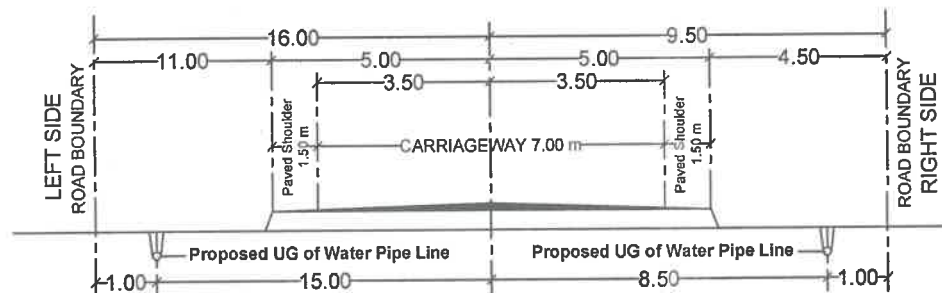 16.00 9.50
11.00 5.00 5.00 4.50
3.50 3.50
LEFT SIDE
ROAD BOUNDARY
Paved Shoulder
1.50 m
CARRIAGEWAY 7.00 m
Paved Shoulder
1.50 m
ROAD BOUNDARY
RIGHT SIDE
Proposed UG of Water Pipe Line Proposed UG of Water Pipe Line
1.00 15.00 8.50 1.00